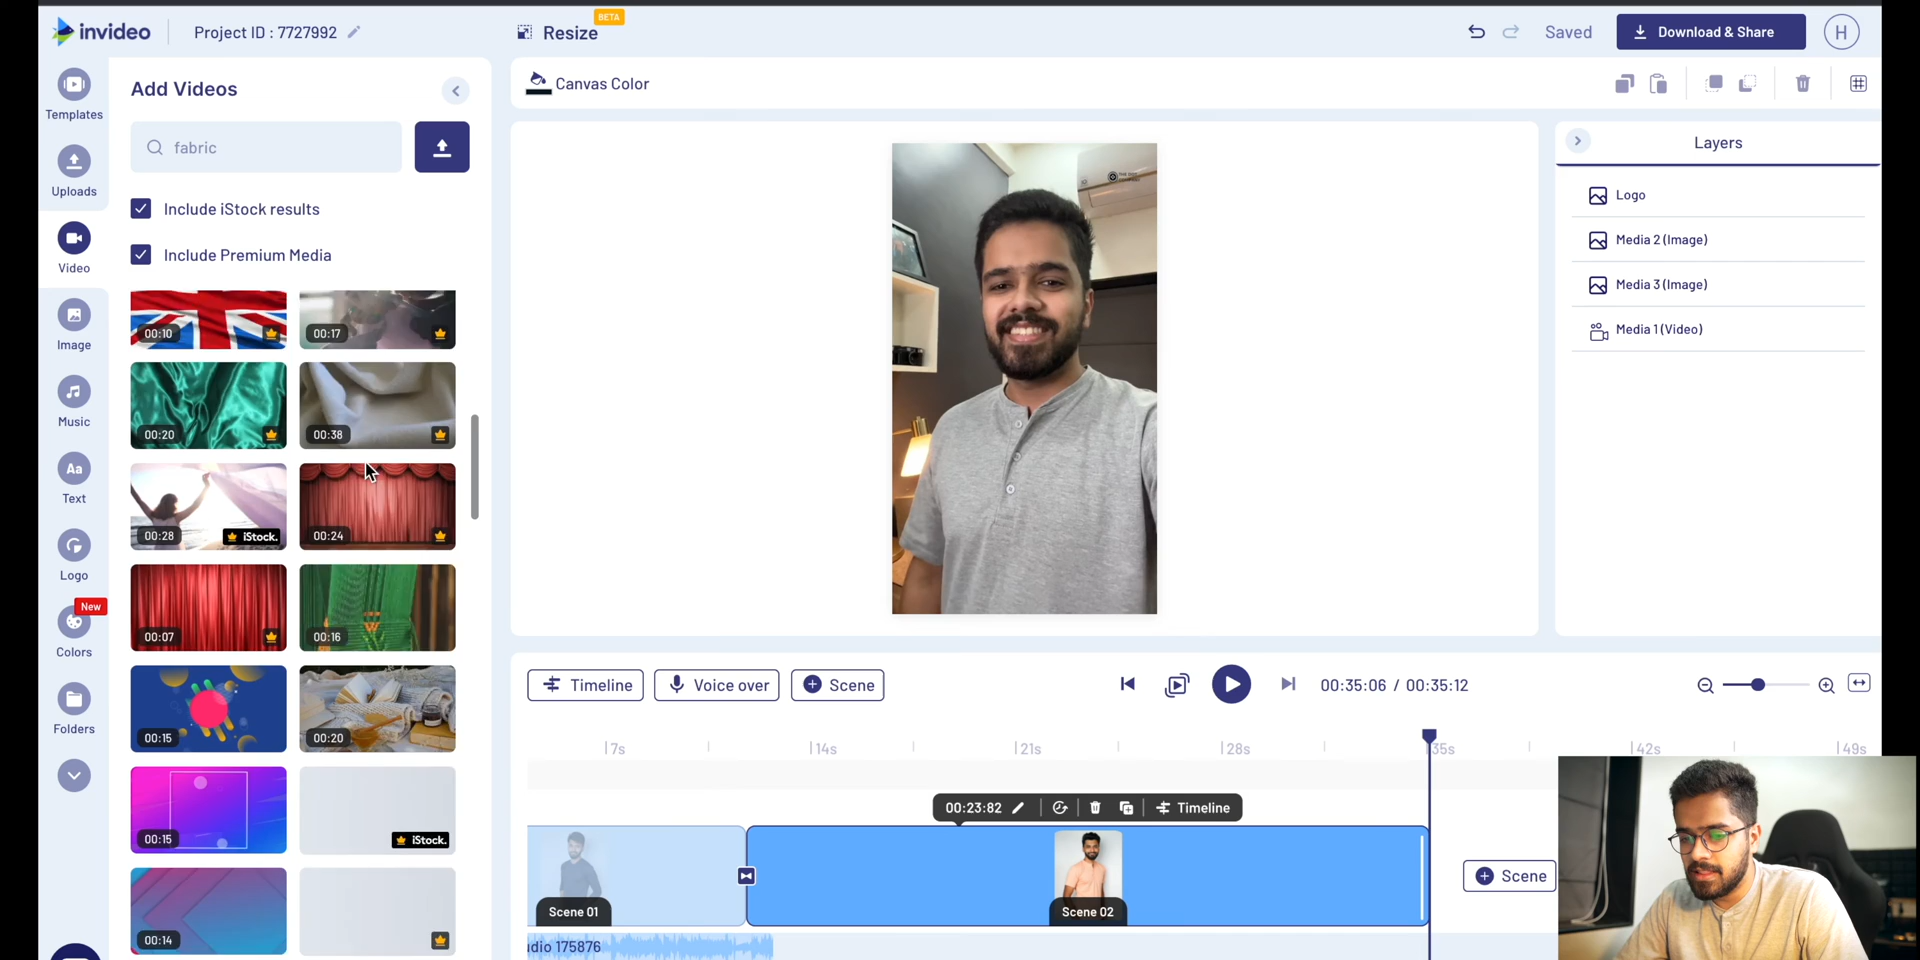 invideo
Project ID : 7727992
Resize
BETA
Saved
Download & Share
H
Templates
Uploads
Video
Image
Music
Text
Aa
Logo
New
Colors
Folders
Add Videos
fabric
Include iStock results
Include Premium Media
00:10
00:17
00:20
00:38
00:28
iStock.
00:24
00:07
00:16
00:15
00:20
00:15
iStock.
00:14
Canvas Color
Layers
Logo
Media 2 (Image)
Media 3 (Image)
Media 1 (Video)
Timeline
Voice over
Scene
00:35:06 / 00:35:12
7s
14s
21s
28s
35s
42s
49s
00:23:82
Timeline
Scene 01
Scene 02
Scene
udio 175876